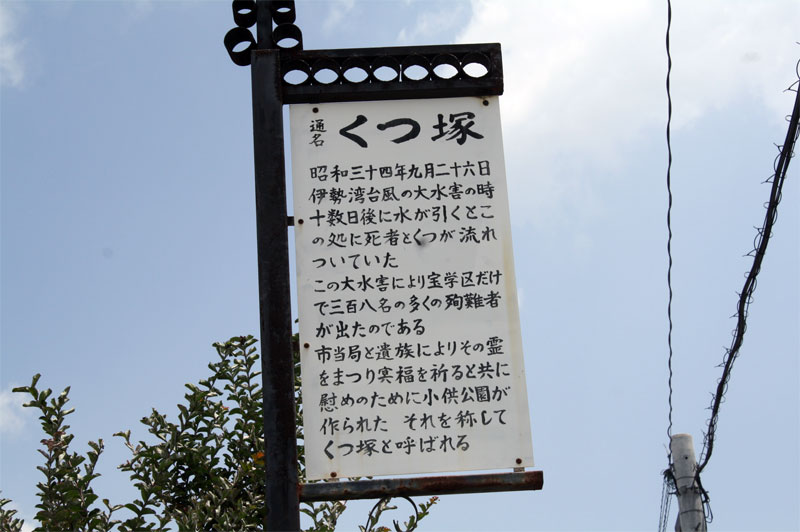 通名 くつ塚
昭和三十四年九月二十六日
伊勢湾台風の大水害の時
十数日後に水が引くとこ
の処に死者とくつが流れ
ついていた
この大水害により宝学区だけ
で三百八名の多くの殉難者
が出たのである
市当局と遺族によりその霊
をまつり冥福を祈ると共に
慰めのために小供公園が
作られた それを称して
くつ塚と呼ばれる